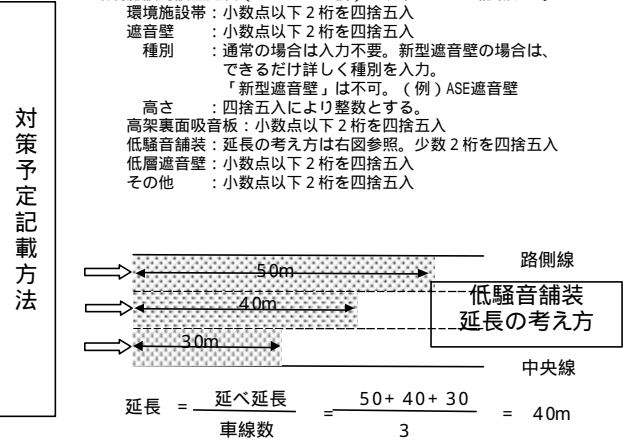 環境施設帯：小数点以下２桁を四捨五入
遮音壁　　：小数点以下２桁を四捨五入
種別　　：通常の場合は入力不要。新型遮音壁の場合は、
できるだけ詳しく種別を入力。
「新型遮音壁」は不可。（例）ASE遮音壁
高さ　　：四捨五入により整数とする。
高架裏面吸音板：小数点以下２桁を四捨五入
低騒音舗装：延長の考え方は右図参照。少数２桁を四捨五入
低層遮音壁：小数点以下２桁を四捨五入
その他　　：小数点以下２桁を四捨五入
対策予定記載方法
路側線
50m
低騒音舗装
延長の考え方
40m
30m
中央線
延長 = 延べ延長 = 50+40+30 = 40m
車線数 3